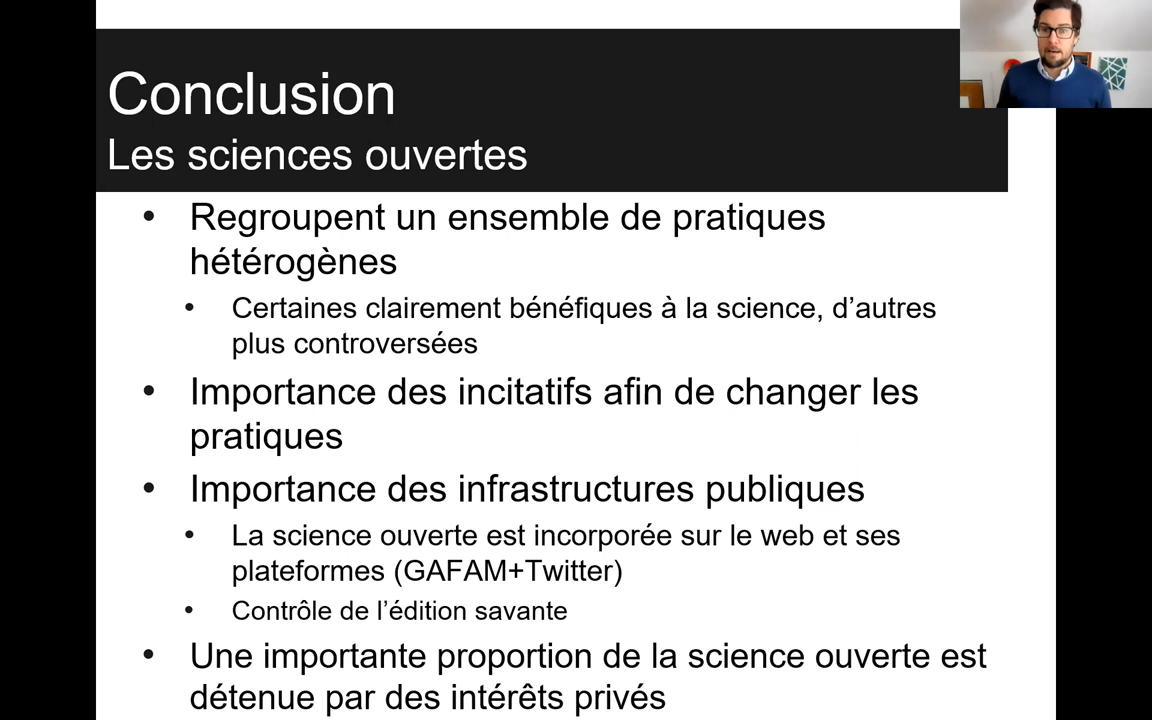 Conclusion
Les sciences ouvertes
• Regroupent un ensemble de pratiques
hétérogènes
• Certaines clairement bénéfiques à la science, d’autres
plus controversées
• Importance des incitatifs afin de changer les
pratiques
• Importance des infrastructures publiques
• La science ouverte est incorporée sur le web et ses
plateformes (GAFAM+Twitter)
• Contrôle de l’édition savante
• Une importante proportion de la science ouverte est
détenue par des intérêts privés